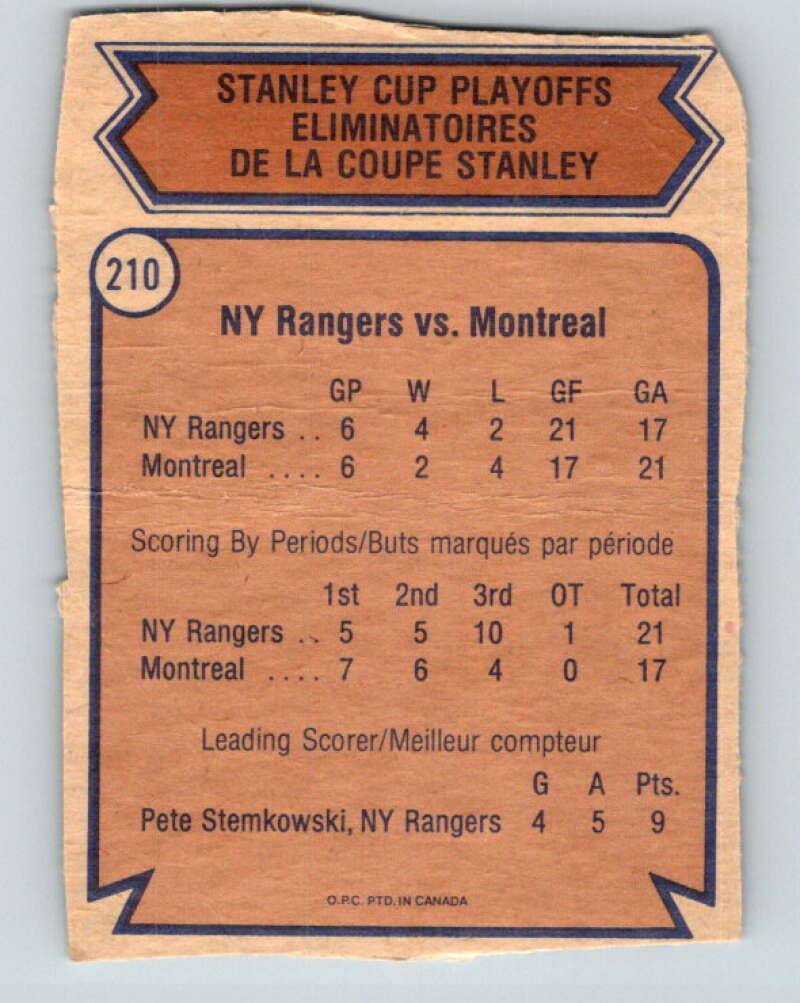 STANLEY CUP PLAYOFFS
ELIMINATOIRES
DE LA COUPE STANLEY
210
NY Rangers vs. Montreal
GP W L GF GA
NY Rangers .. 6 4 2 21 17
Montreal .... 6 2 4 17 21
Scoring By Periods/Buts marqués par période
1st 2nd 3rd OT Total
NY Rangers .. 5 5 10 1 21
Montreal .... 7 6 4 0 17
Leading Scorer/Meilleur compteur
G A Pts.
Pete Stemkowski, NY Rangers 4 5 9
O.P.C. PTD. IN CANADA